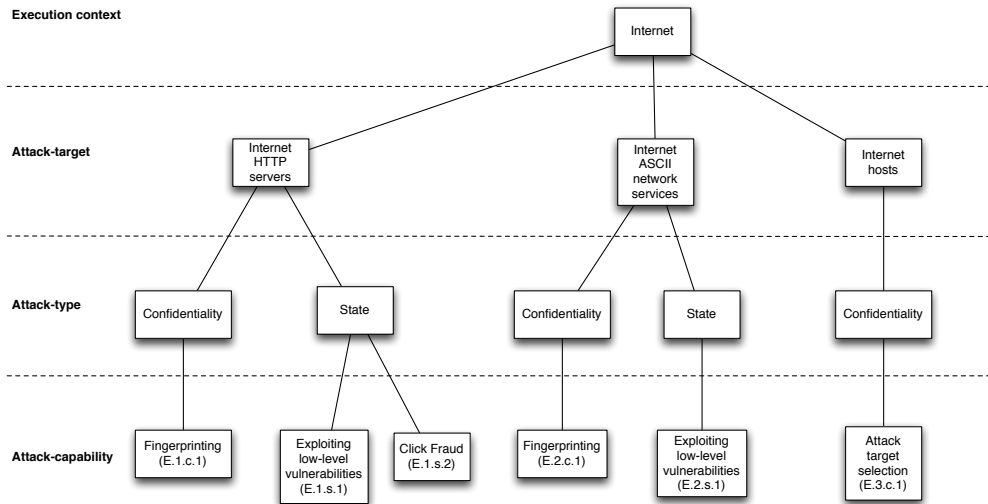 Execution context
Internet
Attack-target
Internet
HTTP
servers
Internet
ASCII
network
services
Internet
hosts
Attack-type
Confidentiality
State
Confidentiality
State
Confidentiality
Attack-capability
Fingerprinting
(E.1.c.1)
Exploiting
low-level
vulnerabilities
(E.1.s.1)
Click Fraud
(E.1.s.2)
Fingerprinting
(E.2.c.1)
Exploiting
low-level
vulnerabilities
(E.2.s.1)
Attack
target
selection
(E.3.c.1)